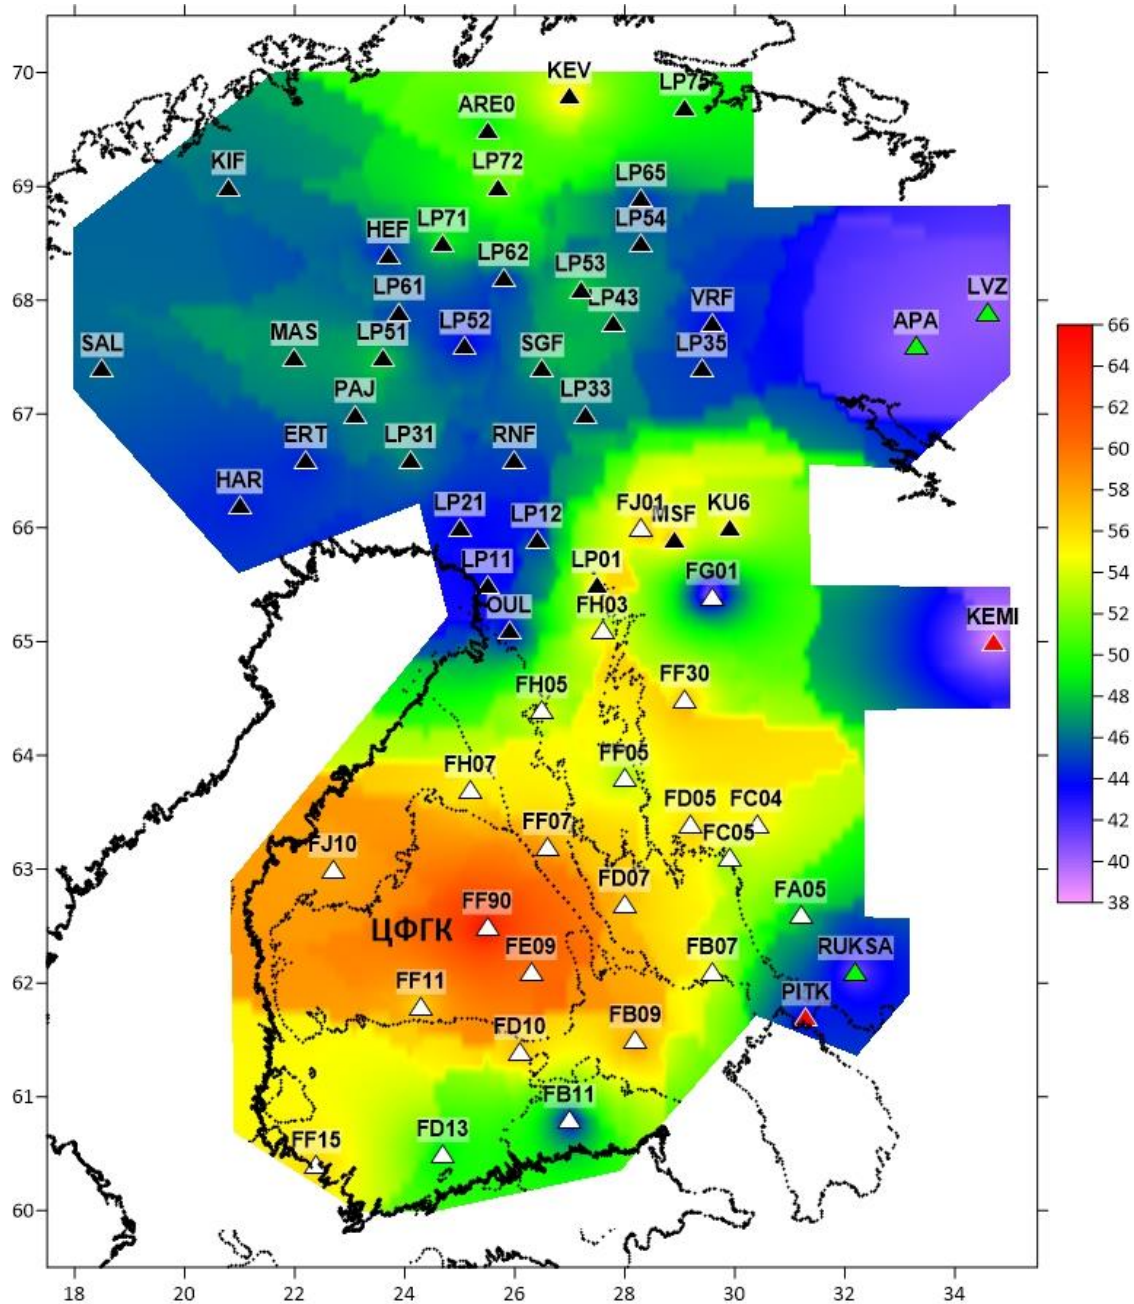 70
KEV
LP75
ARE0
69
KIF
LP72
LP65
LP71
LP54
HEF
LP62
LP53
68
LP61
LP43
VRF
LVZ
SAL
MAS
LP51
LP52
SGF
LP35
APA
67
PAJ
LP33
ERT
LP31
RNF
HAR
66
LP21
LP12
FJ01
MSF
KU6
LP11
LP01
FG01
OUL
FH03
KEMI
65
FH05
FF30
64
FH07
FF05
FD05
FC04
FF07
FC05
63
FJ10
FD07
FA05
FF90
ЦФГК
FE09
FB07
RUKSA
62
FF11
PITK
FD10
FB09
61
FB11
FF15
FD13
60
18 20 22 24 26 28 30 32 34
66
64
62
60
58
56
54
52
50
48
46
44
42
40
38